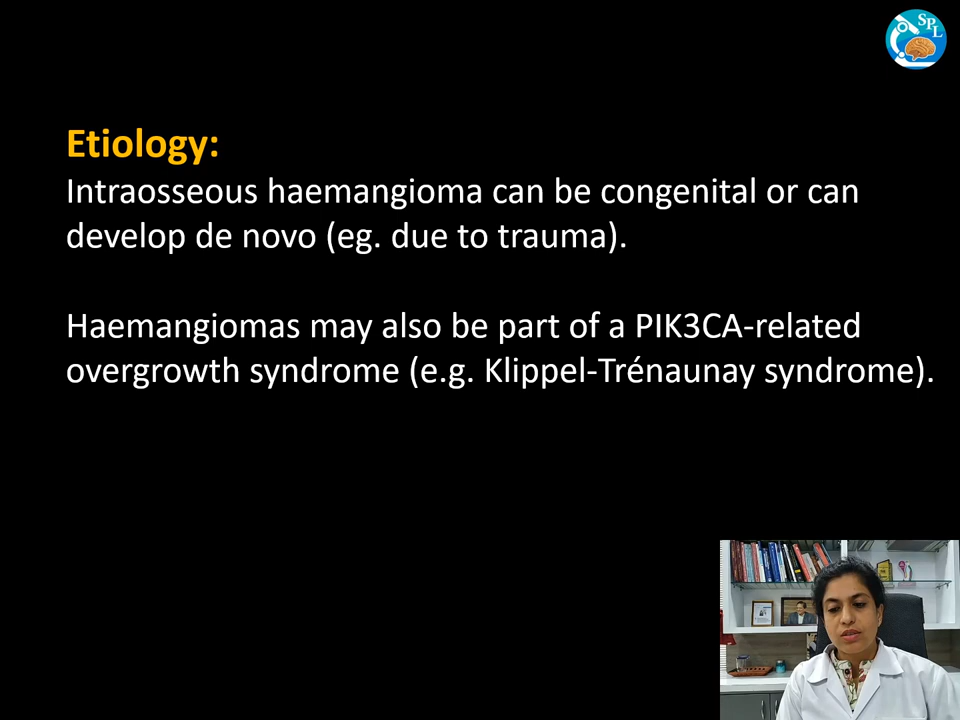 SPL
Etiology:
Intraosseous haemangioma can be congenital or can
develop de novo (eg. due to trauma).
Haemangiomas may also be part of a PIK3CA-related
overgrowth syndrome (e.g. Klippel-Trénaunay syndrome).